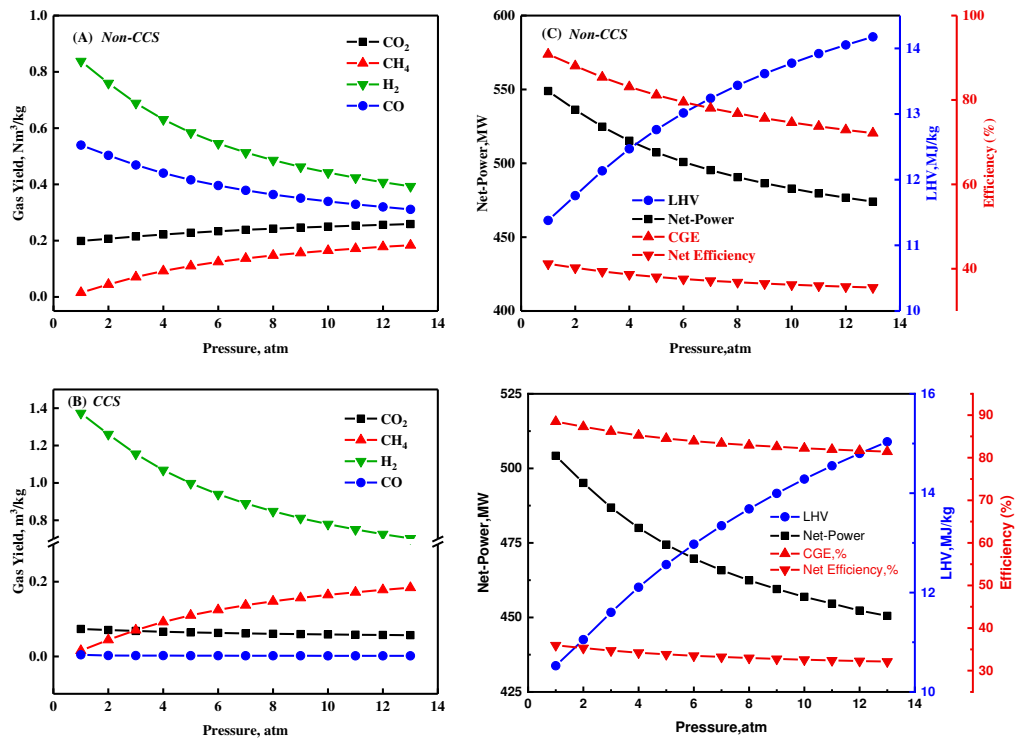 (A) Non-CCS
CO2
CH4
H2
CO
Gas Yield, Nm3/kg
1.0
0.8
0.6
0.4
0.2
0.0
0 2 4 6 8 10 12 14
Pressure, atm
(C) Non-CCS
LHV
Net-Power
CGE
Net Efficiency
Net-Power,MW
600
550
500
450
400
0 2 4 6 8 10 12 14
Pressure,atm
LHV,MJ/kg
14
13
12
11
10
Efficiency (%)
100
80
60
40
(B) CCS
CO2
CH4
H2
CO
Gas Yield, m3/kg
1.4
1.2
1.0
0.8
0.2
0.0
0 2 4 6 8 10 12 14
Pressure, atm
LHV
Net-Power
CGE,%
Net Efficiency,%
Net-Power,MW
525
500
475
450
425
0 2 4 6 8 10 12 14
Pressure,atm
LHV,MJ/kg
16
14
12
10
Efficiency (%)
90
80
70
60
50
40
30